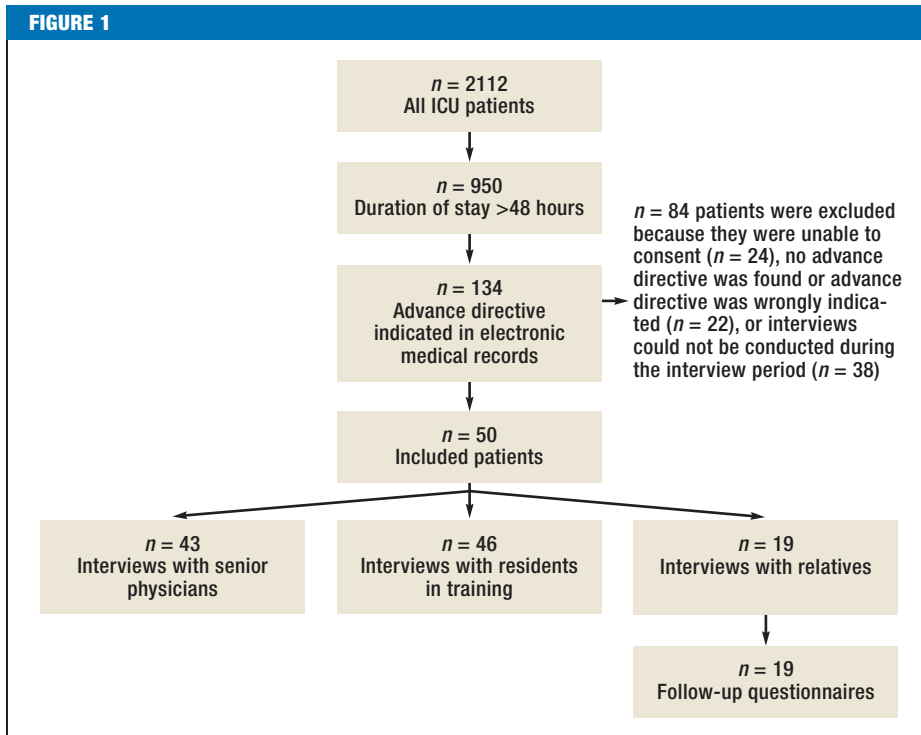 FIGURE 1
n = 2112
All ICU patients
n = 950
Duration of stay >48 hours
n = 134
Advance directive
indicated in electronic
medical records
n = 84 patients were excluded
because they were unable to
consent (n = 24), no advance
directive was found or advance
directive was wrongly indica-
ted (n = 22), or interviews
could not be conducted during
the interview period (n = 38)
n = 50
Included patients
n = 43
Interviews with senior
physicians
n = 46
Interviews with residents
in training
n = 19
Interviews with relatives
n = 19
Follow-up questionnaires